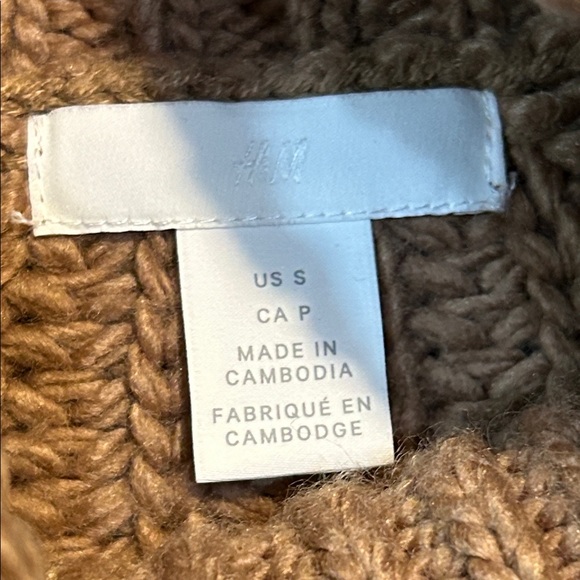 H&M
US S
CA P
MADE IN
CAMBODIA
FABRIQUÉ EN
CAMBODGE